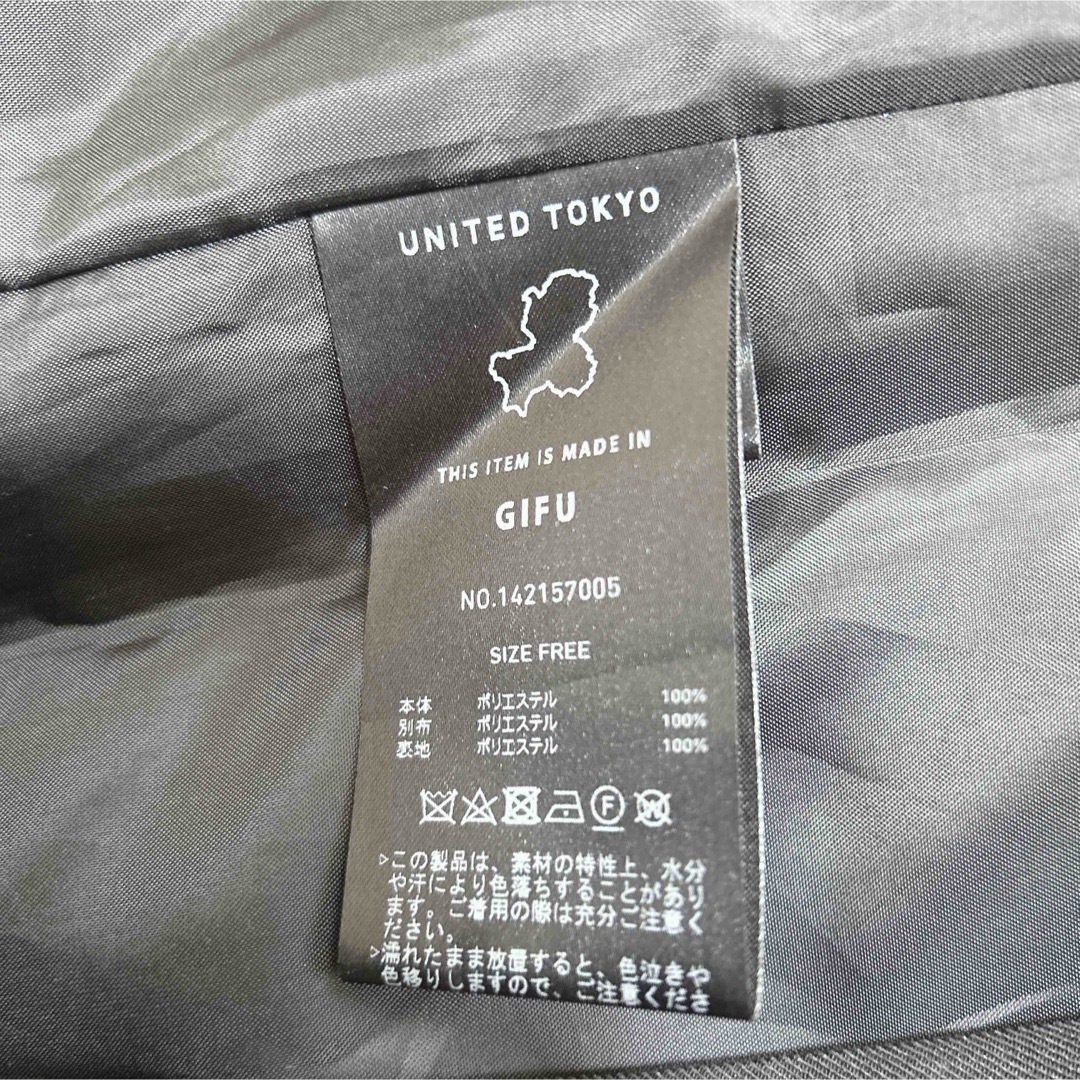 UNITED TOKYO
THIS ITEM IS MADE IN
GIFU
NO.142157005
SIZE FREE
本体 ポリエステル 100%
別布 ポリエステル 100%
裏地 ポリエステル 100%
F W
▷この製品は、素材の特性上、水分
や汗により色落ちすることがあり
ます。ご着用の際は充分ご注意く
ださい。
▷濡れたまま放置すると、色泣きや
色移りしますので、ご注意くださ